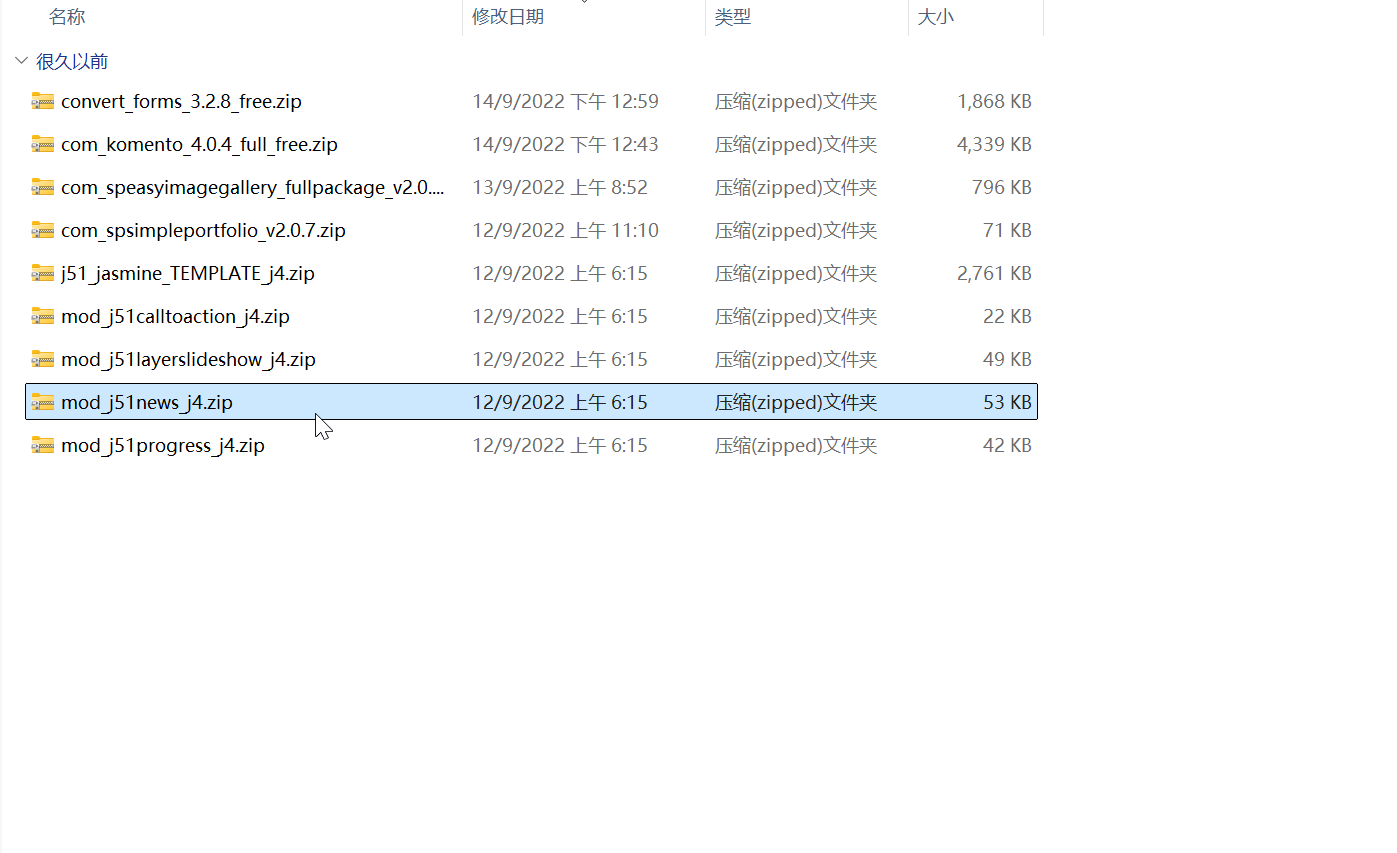 名称 修改日期 类型 大小
很久以前
convert_forms_3.2.8_free.zip 14/9/2022 下午 12:59 压缩(zipped)文件夹 1,868 KB
com_komento_4.0.4_full_free.zip 14/9/2022 下午 12:43 压缩(zipped)文件夹 4,339 KB
com_speasyimagegallery_fullpackage_v2.0.... 13/9/2022 上午 8:52 压缩(zipped)文件夹 796 KB
com_spsimpleportfolio_v2.0.7.zip 12/9/2022 上午 11:10 压缩(zipped)文件夹 71 KB
j51_jasmine_TEMPLATE_j4.zip 12/9/2022 上午 6:15 压缩(zipped)文件夹 2,761 KB
mod_j51calltoaction_j4.zip 12/9/2022 上午 6:15 压缩(zipped)文件夹 22 KB
mod_j51layerslideshow_j4.zip 12/9/2022 上午 6:15 压缩(zipped)文件夹 49 KB
mod_j51news_j4.zip 12/9/2022 上午 6:15 压缩(zipped)文件夹 53 KB
mod_j51progress_j4.zip 12/9/2022 上午 6:15 压缩(zipped)文件夹 42 KB